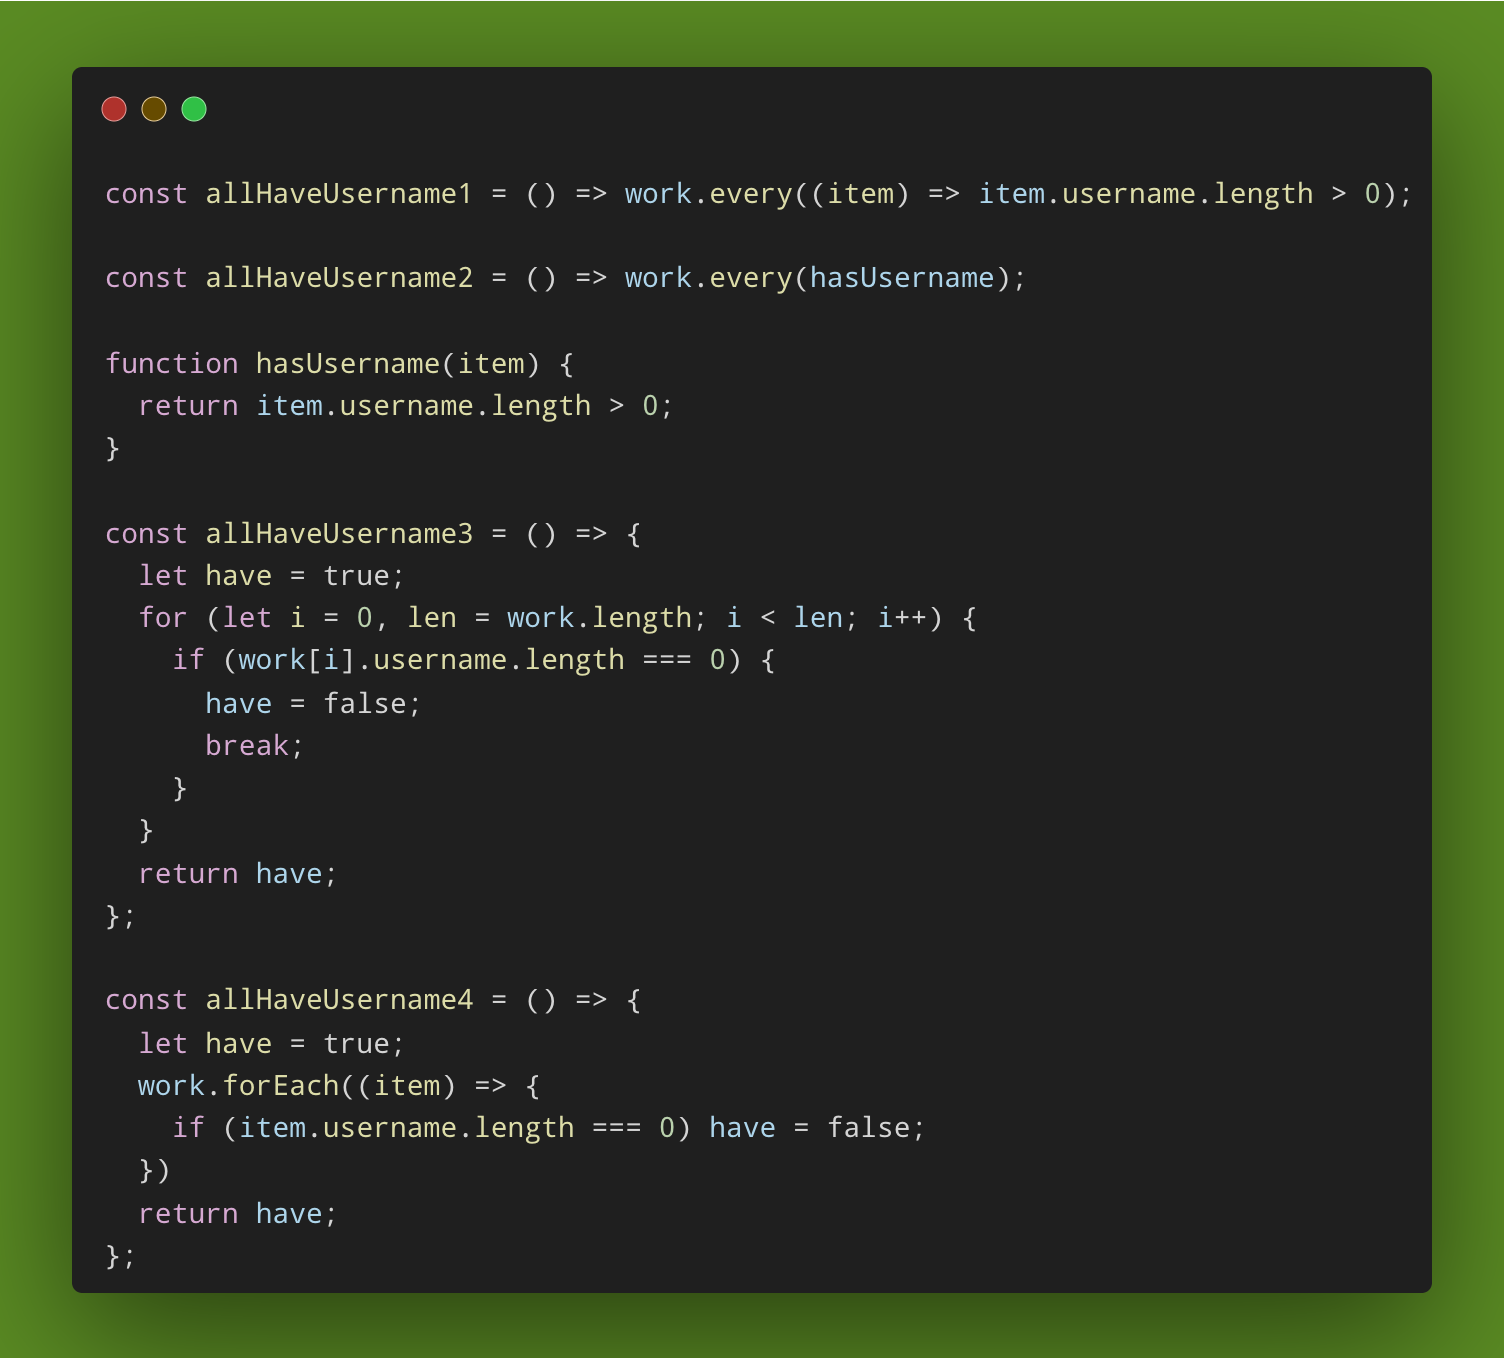 const allHaveUsername1 = () => work.every((item) => item.username.length > 0);

const allHaveUsername2 = () => work.every(hasUsername);

function hasUsername(item) {
  return item.username.length > 0;
}

const allHaveUsername3 = () => {
  let have = true;
  for (let i = 0, len = work.length; i < len; i++) {
    if (work[i].username.length === 0) {
      have = false;
      break;
    }
  }
  return have;
};

const allHaveUsername4 = () => {
  let have = true;
  work.forEach((item) => {
    if (item.username.length === 0) have = false;
  })
  return have;
};